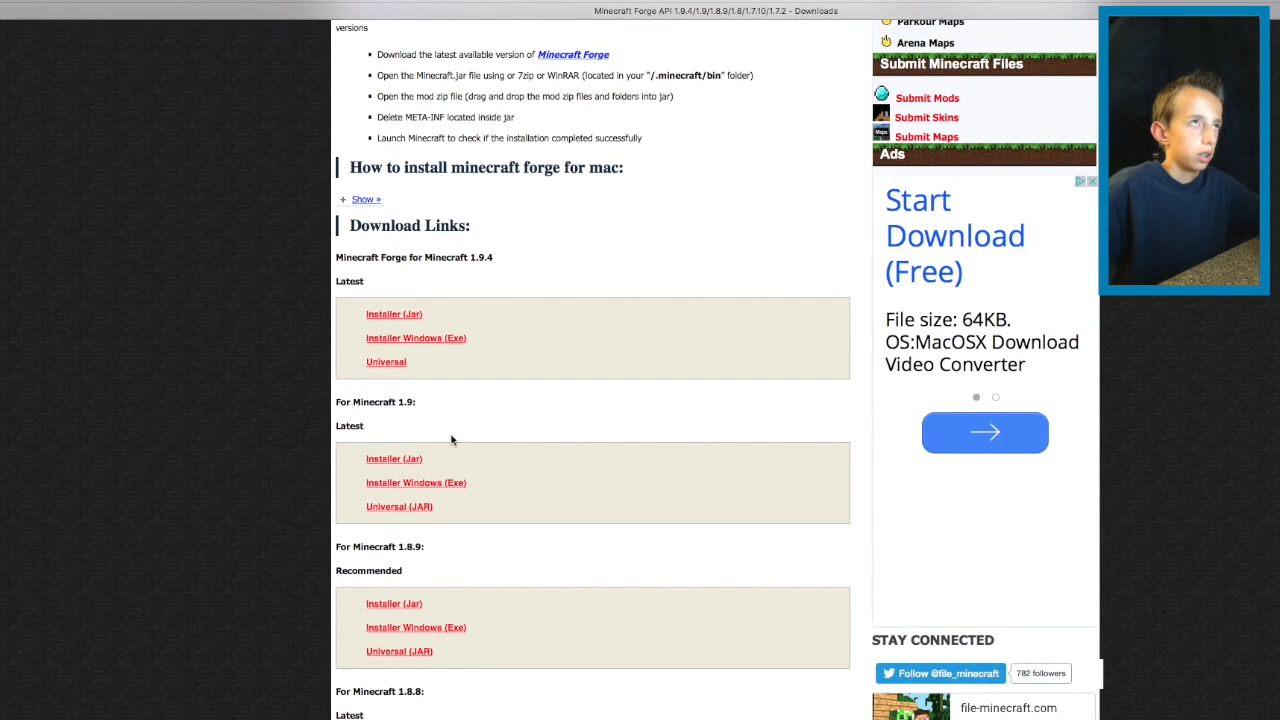 Minecraft Forge API 1.9.4/1.9/1.8.9/1.8/1.7.10/1.7.2 - Downloads
versions
Download the latest available version of Minecraft Forge
Open the Minecraft.jar file using or 7zip or WinRAR (located in your "/.minecraft/bin" folder)
Open the mod zip file (drag and drop the mod zip files and folders into jar)
Delete META-INF located inside jar
Launch Minecraft to check if the installation completed successfully
How to install minecraft forge for mac:
+ Show »
Download Links:
Minecraft Forge for Minecraft 1.9.4
Latest
Installer (Jar)
Installer Windows (Exe)
Universal
For Minecraft 1.9:
Latest
Installer (Jar)
Installer Windows (Exe)
Universal (JAR)
For Minecraft 1.8.9:
Recommended
Installer (Jar)
Installer Windows (Exe)
Universal (JAR)
For Minecraft 1.8.8:
Latest
Parkour Maps
Arena Maps
Submit Minecraft Files
Submit Mods
Submit Skins
Maps
Submit Maps
Ads
Start
Download
(Free)
File size: 64KB.
OS:MacOSX Download
Video Converter
STAY CONNECTED
Follow @file_minecraft
782 followers
file-minecraft.com